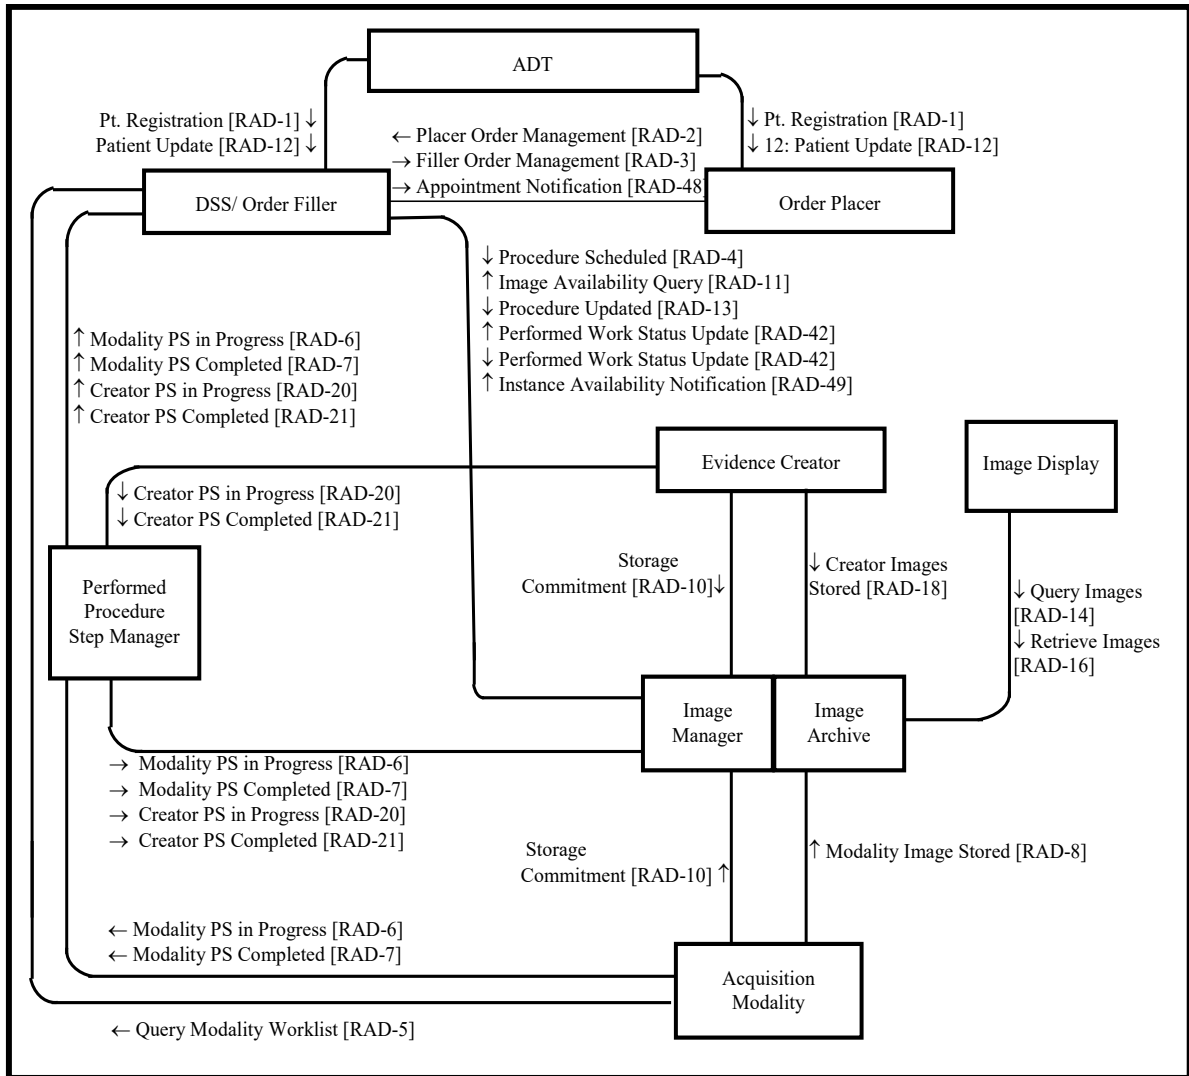 ADT
Pt. Registration [RAD-1] ↓
Patient Update [RAD-12] ↓
← Placer Order Management [RAD-2]
→ Filler Order Management [RAD-3]
→ Appointment Notification [RAD-48]
↓ Pt. Registration [RAD-1]
↓ 12: Patient Update [RAD-12]
DSS/ Order Filler
Order Placer
↓ Procedure Scheduled [RAD-4]
↑ Image Availability Query [RAD-11]
↓ Procedure Updated [RAD-13]
↑ Performed Work Status Update [RAD-42]
↓ Performed Work Status Update [RAD-42]
↑ Instance Availability Notification [RAD-49]
↑ Modality PS in Progress [RAD-6]
↑ Modality PS Completed [RAD-7]
↑ Creator PS in Progress [RAD-20]
↑ Creator PS Completed [RAD-21]
Evidence Creator
Image Display
↓ Creator PS in Progress [RAD-20]
↓ Creator PS Completed [RAD-21]
Performed
Procedure
Step Manager
Storage
Commitment [RAD-10]↓
↓ Creator Images
Stored [RAD-18]
↓ Query Images
[RAD-14]
↓ Retrieve Images
[RAD-16]
Image
Manager
Image
Archive
→ Modality PS in Progress [RAD-6]
→ Modality PS Completed [RAD-7]
→ Creator PS in Progress [RAD-20]
→ Creator PS Completed [RAD-21]
Storage
Commitment [RAD-10] ↑
↑ Modality Image Stored [RAD-8]
← Modality PS in Progress [RAD-6]
← Modality PS Completed [RAD-7]
Acquisition
Modality
← Query Modality Worklist [RAD-5]